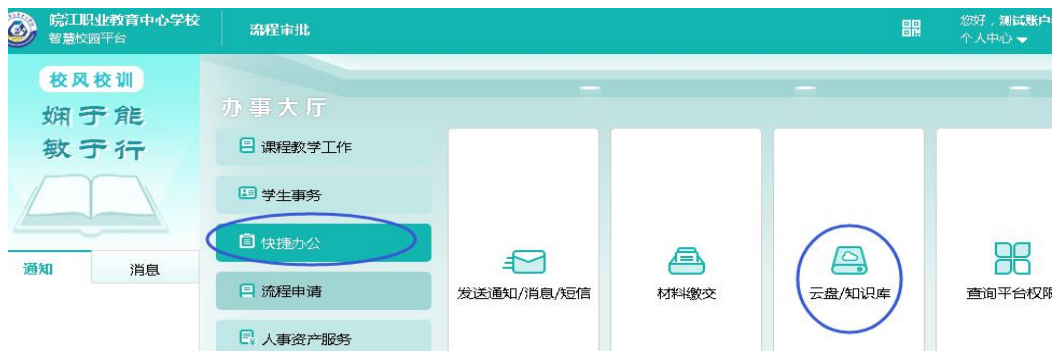 皖江职业教育中心学校
智慧校园平台
流程审批
您好，测试账户
个人中心
校风校训
娴于能
敏于行
办事大厅
课程教学工作
学生事务
快捷办公
流程申请
人事资产服务
通知
消息
发送通知/消息/短信
材料缴交
云盘/知识库
查询平台权限